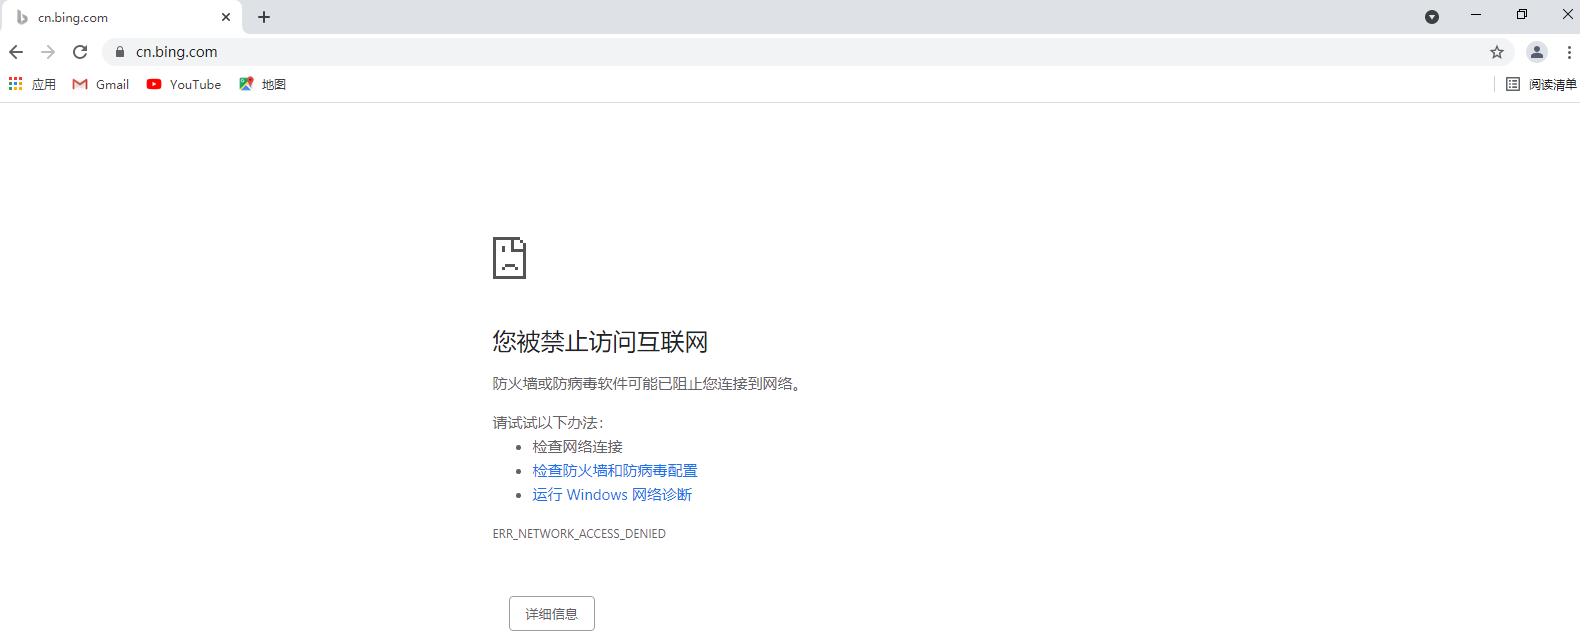 cn.bing.com
cn.bing.com
应用 Gmail YouTube 地图 阅读清单
您被禁止访问互联网
防火墙或防病毒软件可能已阻止您连接到网络。
请试试以下办法：
检查网络连接
检查防火墙和防病毒配置
运行 Windows 网络诊断
ERR_NETWORK_ACCESS_DENIED
详细信息